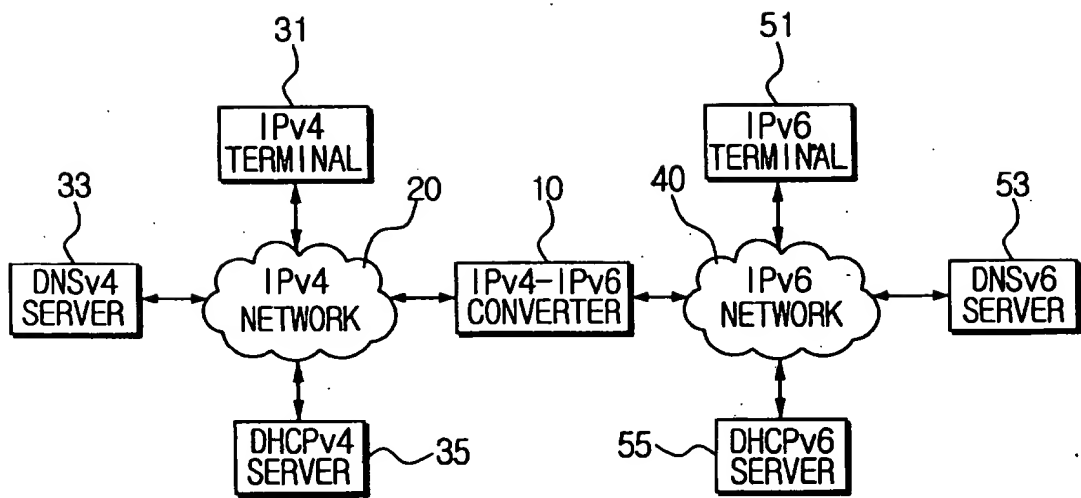 31
51
IPv4
TERMINAL
IPv6
TERMINAL
33
20
10
40
53
DNSv4
SERVER
IPv4
NETWORK
IPv4-IPv6
CONVERTER
IPv6
NETWORK
DNSv6
SERVER
DHCPv4
SERVER
35
55
DHCPv6
SERVER